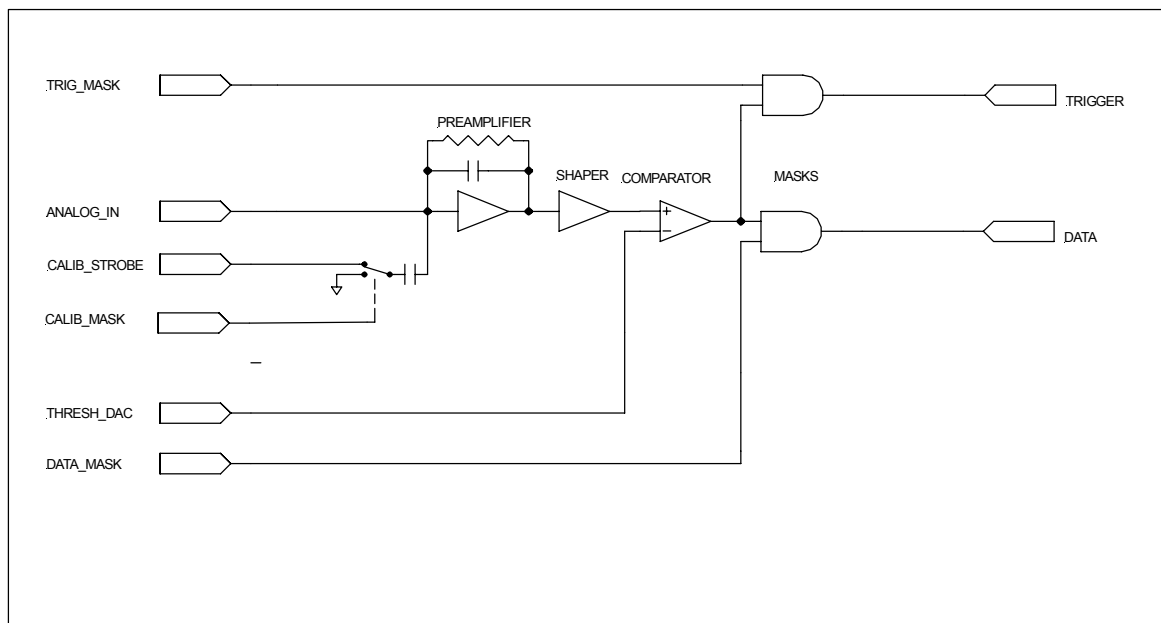 TRIG_MASK
TRIGGER
PREAMPLIFIER
SHAPER
COMPARATOR
MASKS
ANALOG_IN
DATA
CALIB_STROBE
CALIB_MASK
THRESH_DAC
DATA_MASK
+
−